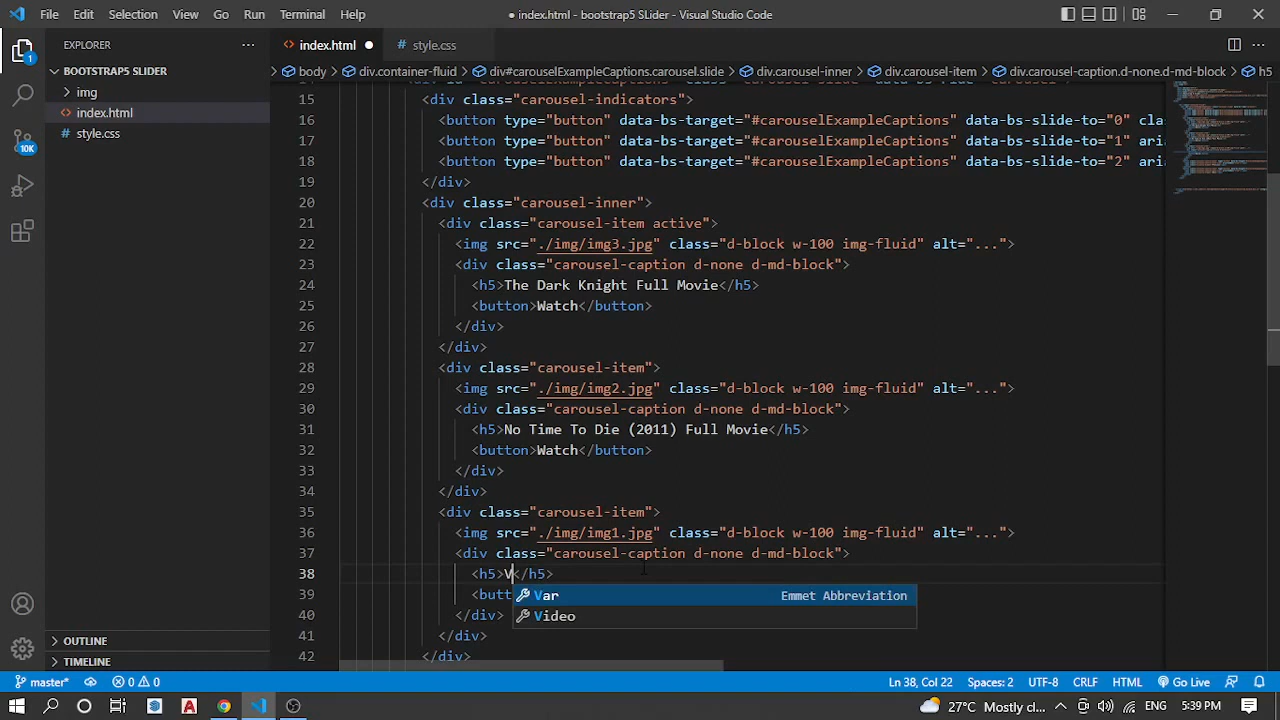 File Edit Selection View Go Run Terminal Help
● index.html - bootstrap5 SLider - Visual Studio Code
EXPLORER
index.html ● style.css
body > div.container-fluid > div#carouselExampleCaptions.carousel.slide > div.carousel-inner > div.carousel-item > div.carousel-caption.d-none.d-md-block > h5
BOOTSTRAP5 SLIDER
img
index.html
style.css
1
10K
15 <div class="carousel-indicators">
16 <button type="button" data-bs-target="#carouselExampleCaptions" data-bs-slide-to="0" clas
17 <button type="button" data-bs-target="#carouselExampleCaptions" data-bs-slide-to="1" aria
18 <button type="button" data-bs-target="#carouselExampleCaptions" data-bs-slide-to="2" aria
19 </div>
20 <div class="carousel-inner">
21 <div class="carousel-item active">
22 <img src="./img/img3.jpg" class="d-block w-100 img-fluid" alt="...">
23 <div class="carousel-caption d-none d-md-block">
24 <h5>The Dark Knight Full Movie</h5>
25 <button>Watch</button>
26 </div>
27 </div>
28 <div class="carousel-item">
29 <img src="./img/img2.jpg" class="d-block w-100 img-fluid" alt="...">
30 <div class="carousel-caption d-none d-md-block">
31 <h5>No Time To Die (2011) Full Movie</h5>
32 <button>Watch</button>
33 </div>
34 </div>
35 <div class="carousel-item">
36 <img src="./img/img1.jpg" class="d-block w-100 img-fluid" alt="...">
37 <div class="carousel-caption d-none d-md-block">
38 <h5>V</h5>
39 <butt
Var Emmet Abbreviation
Video
40 </div>
41 </div>
42 </div>
OUTLINE
TIMELINE
master* 0 0 Ln 38, Col 22 Spaces: 2 UTF-8 CRLF HTML Go Live
27°C Mostly cl... ENG 5:39 PM